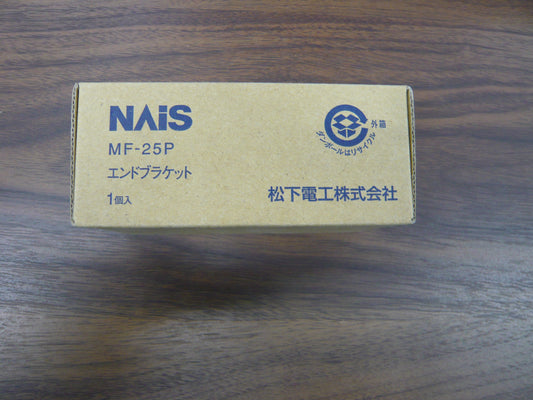 NAiS
MF-25P
エンドブラケット
1個入
外箱
ダンボールはリサイクル
松下電工株式会社